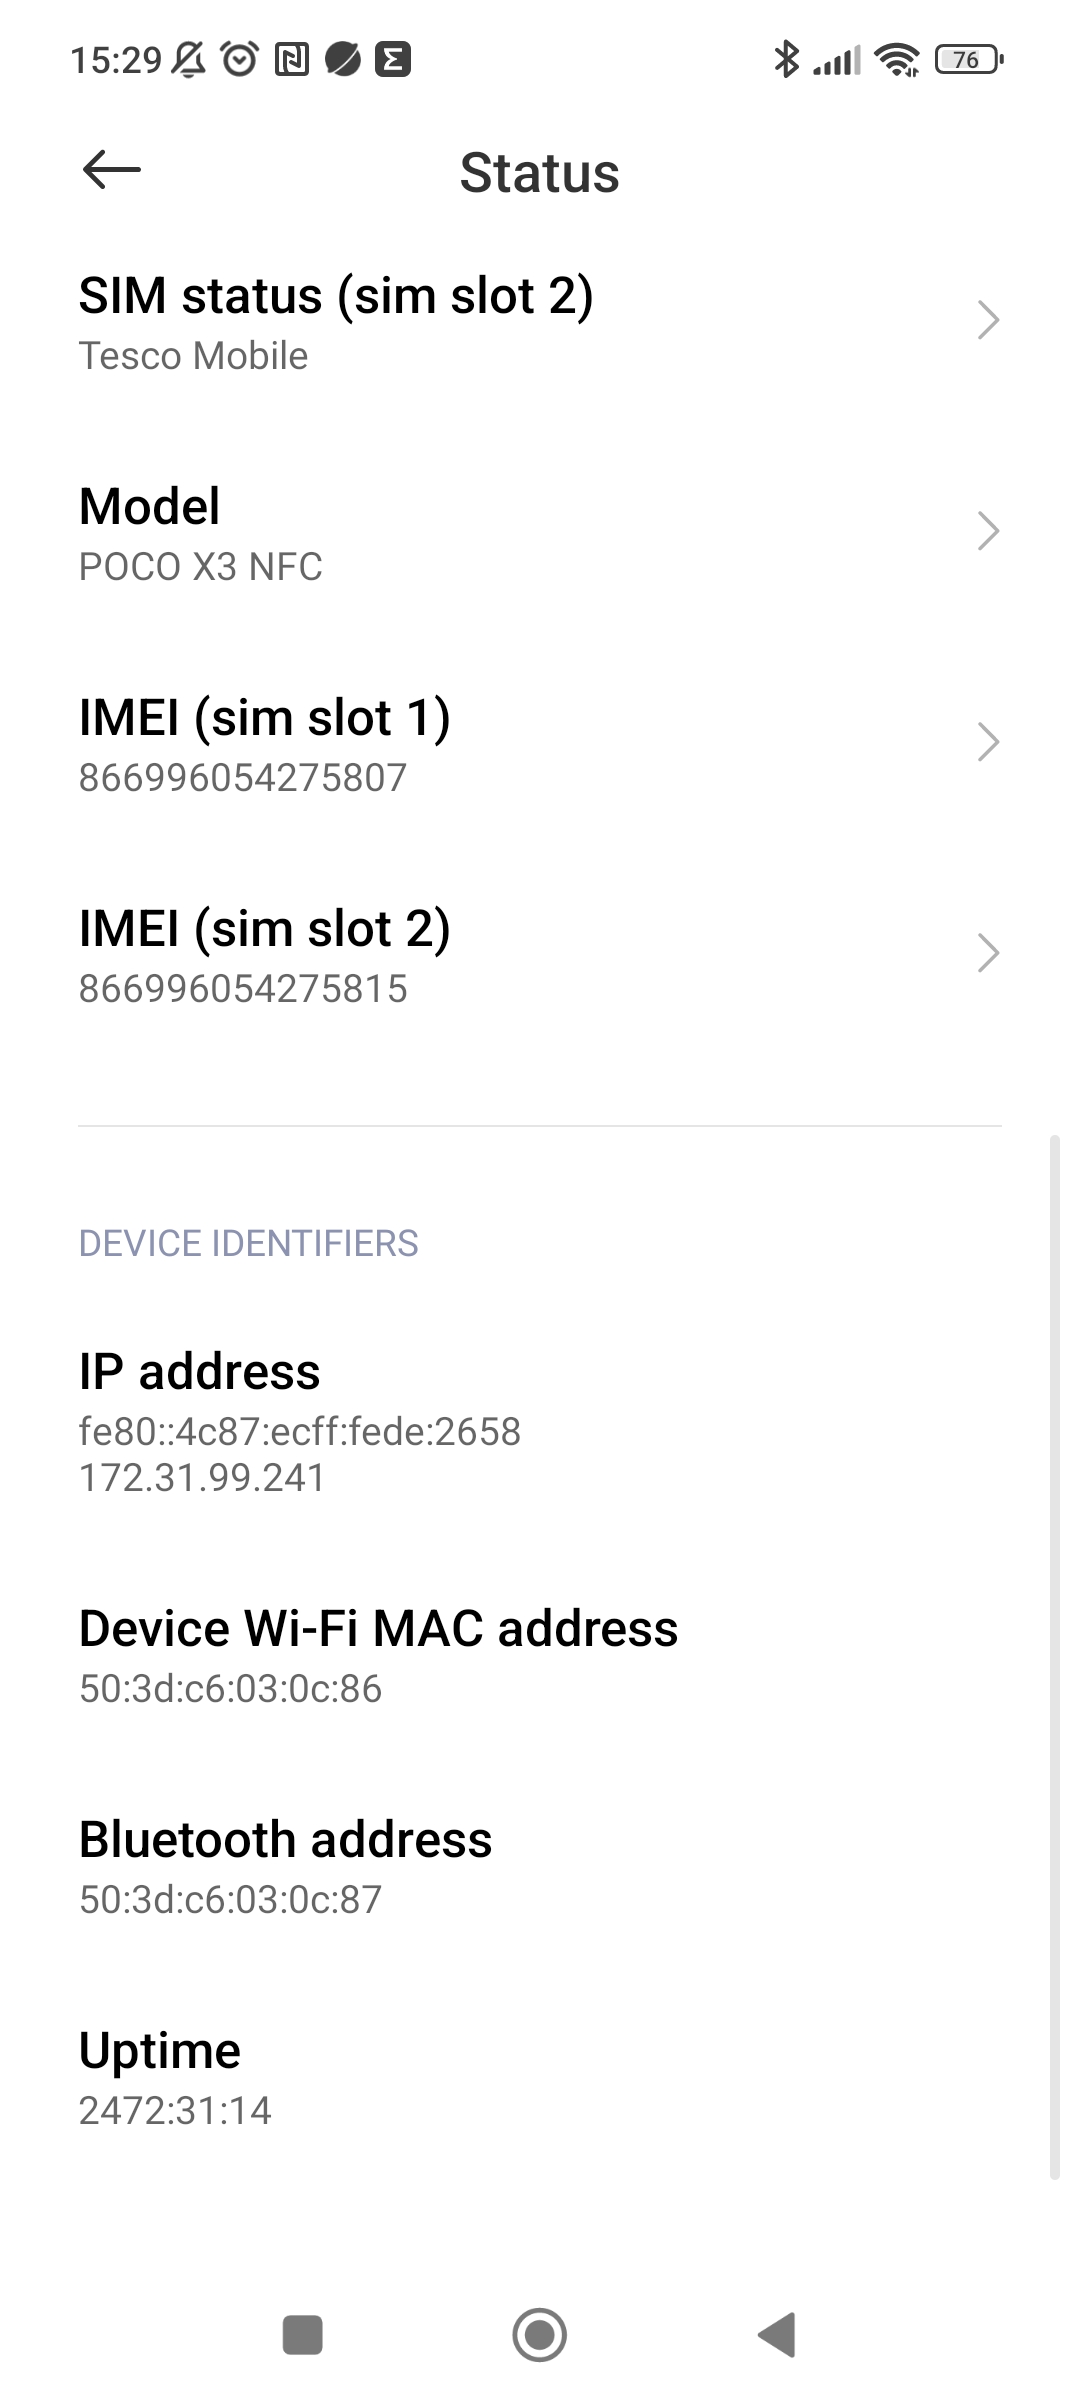 15:29
76
Status
SIM status (sim slot 2)
Tesco Mobile
Model
POCO X3 NFC
IMEI (sim slot 1)
866996054275807
IMEI (sim slot 2)
866996054275815
DEVICE IDENTIFIERS
IP address
fe80::4c87:ecff:fede:2658
172.31.99.241
Device Wi-Fi MAC address
50:3d:c6:03:0c:86
Bluetooth address
50:3d:c6:03:0c:87
Uptime
2472:31:14